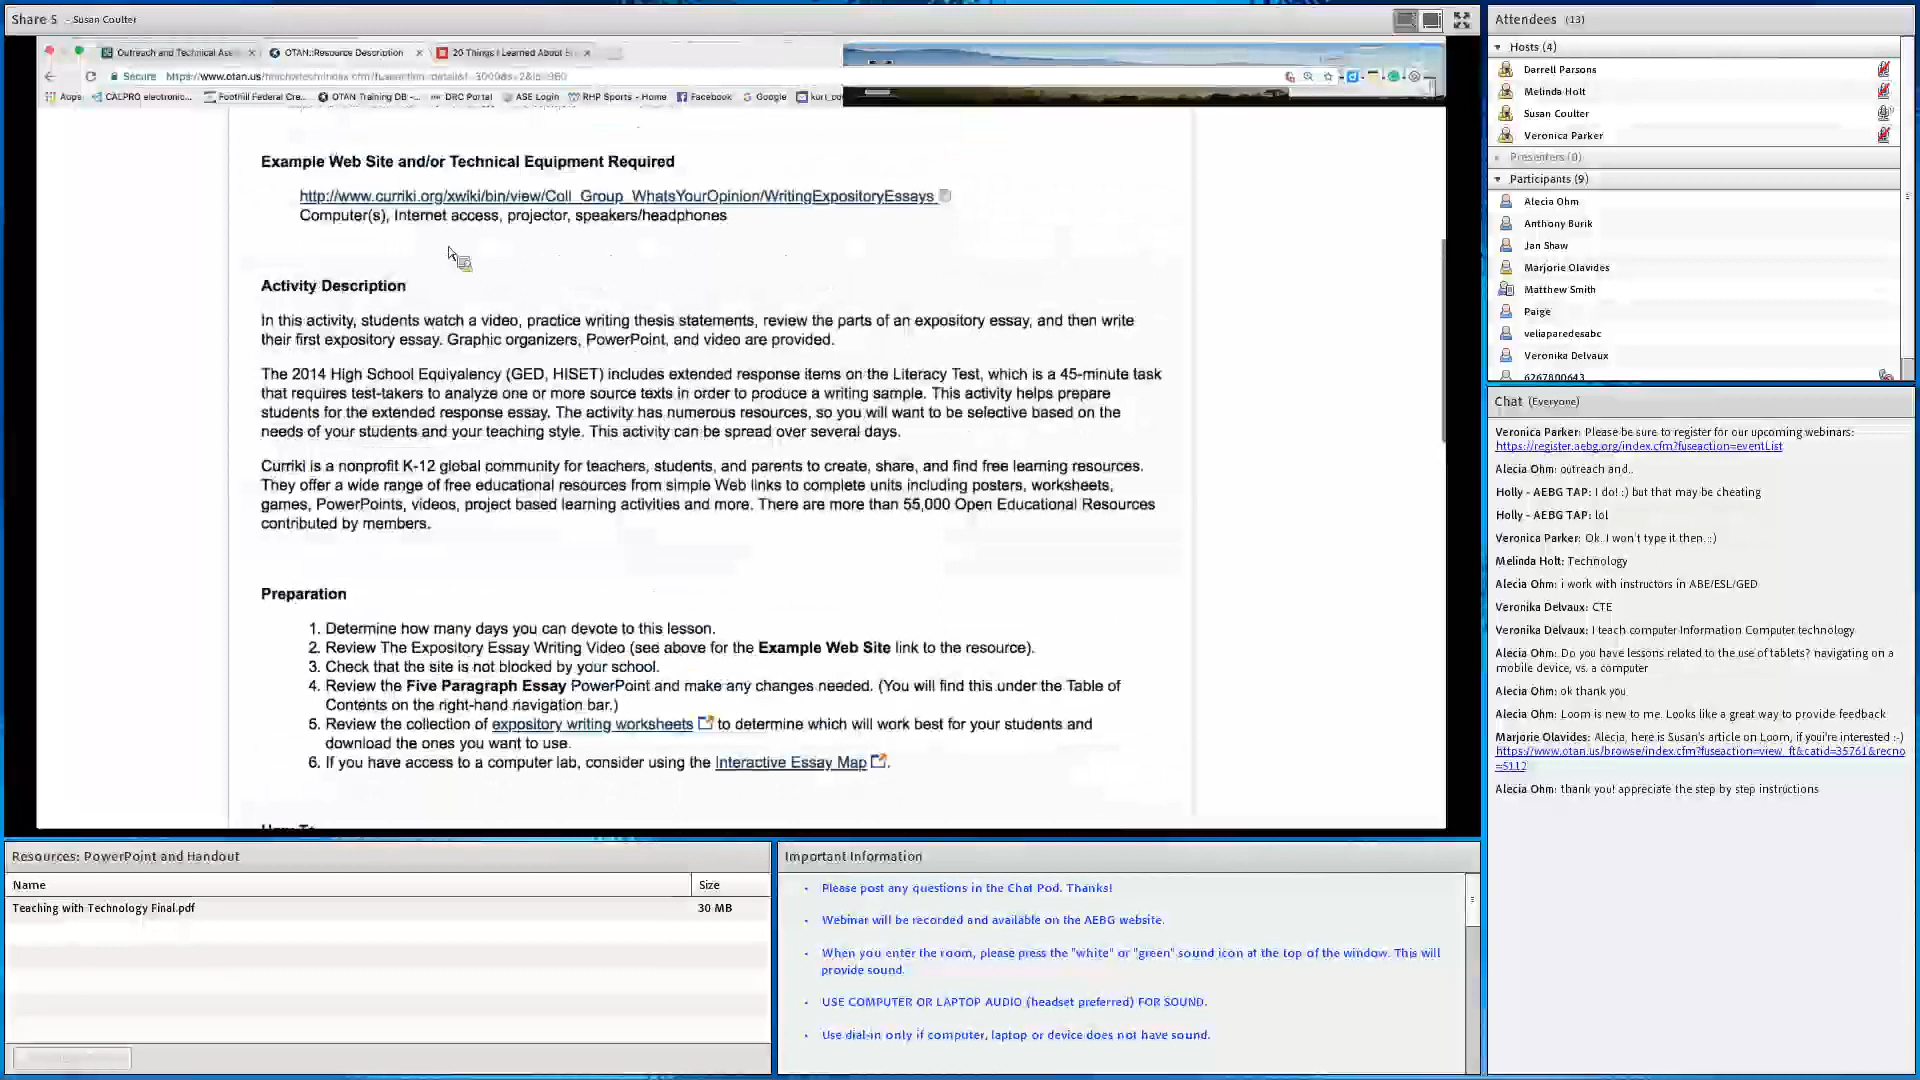 Share 5 - Susan Coulter
Outreach and Technical Ass
OTAN::Resource Description
20 Things I Learned About
Secure https://www.otan.us/
Apps
CALPRO electronic...
Foothill Federal Cre...
OTAN Training DB -...
DRC Portal
ASE Login
RHP Sports - Home
Facebook
Google
Example Web Site and/or Technical Equipment Required
http://www.curriki.org/xwiki/bin/view/Coll_Group_WhatsYourOpinion/WritingExpositoryEssays
Computer(s), Internet access, projector, speakers/headphones
Activity Description
In this activity, students watch a video, practice writing thesis statements, review the parts of an expository essay, and then write
their first expository essay. Graphic organizers, PowerPoint, and video are provided.
The 2014 High School Equivalency (GED, HISET) includes extended response items on the Literacy Test, which is a 45-minute task
that requires test-takers to analyze one or more source texts in order to produce a writing sample. This activity helps prepare
students for the extended response essay. The activity has numerous resources, so you will want to be selective based on the
needs of your students and your teaching style. This activity can be spread over several days.
Curriki is a nonprofit K-12 global community for teachers, students, and parents to create, share, and find free learning resources.
They offer a wide range of free educational resources from simple Web links to complete units including posters, worksheets,
games, PowerPoints, videos, project based learning activities and more. There are more than 55,000 Open Educational Resources
contributed by members.
Preparation
1. Determine how many days you can devote to this lesson.
2. Review The Expository Essay Writing Video (see above for the Example Web Site link to the resource).
3. Check that the site is not blocked by your school.
4. Review the Five Paragraph Essay PowerPoint and make any changes needed. (You will find this under the Table of
Contents on the right-hand navigation bar.)
5. Review the collection of expository writing worksheets to determine which will work best for your students and
download the ones you want to use.
6. If you have access to a computer lab, consider using the Interactive Essay Map.
Attendees (13)
Hosts (4)
Darrell Parsons
Melinda Holt
Susan Coulter
Veronica Parker
Presenters (0)
Participants (9)
Alecia Ohm
Anthony Burik
Jan Shaw
Marjorie Olavides
Matthew Smith
Paige
veliaparedesabc
Veronika Delvaux
6267800643
Chat (Everyone)
Veronica Parker: Please be sure to register for our upcoming webinars:
https://register.aebg.org/index.cfm?fuseaction=eventList
Alecia Ohm: outreach and..
Holly - AEBG TAP: I do! :) but that may be cheating
Holly - AEBG TAP: lol
Veronica Parker: Ok. I won't type it then. :)
Melinda Holt: Technology
Alecia Ohm: i work with instructors in ABE/ESL/GED
Veronika Delvaux: CTE
Veronika Delvaux: I teach computer Information Computer technology
Alecia Ohm: Do you have lessons related to the use of tablets? navigating on a
mobile device, vs. a computer
Alecia Ohm: ok thank you
Alecia Ohm: Loom is new to me. Looks like a great way to provide feedback
Marjorie Olavides: Alecia, here is Susan's article on Loom, if youi're interested :-)
https://www.otan.us/browse/index.cfm?fuseaction=view_ft&catid=35761&recno
=5112
Alecia Ohm: thank you! appreciate the step by step instructions
Resources: PowerPoint and Handout
Name Size
Teaching with Technology Final.pdf 30 MB
Important Information
• Please post any questions in the Chat Pod. Thanks!
• Webinar will be recorded and available on the AEBG website.
• When you enter the room, please press the "white" or "green" sound icon at the top of the window. This will
provide sound.
• USE COMPUTER OR LAPTOP AUDIO (headset preferred) FOR SOUND.
• Use dial-in only if computer, laptop or device does not have sound.